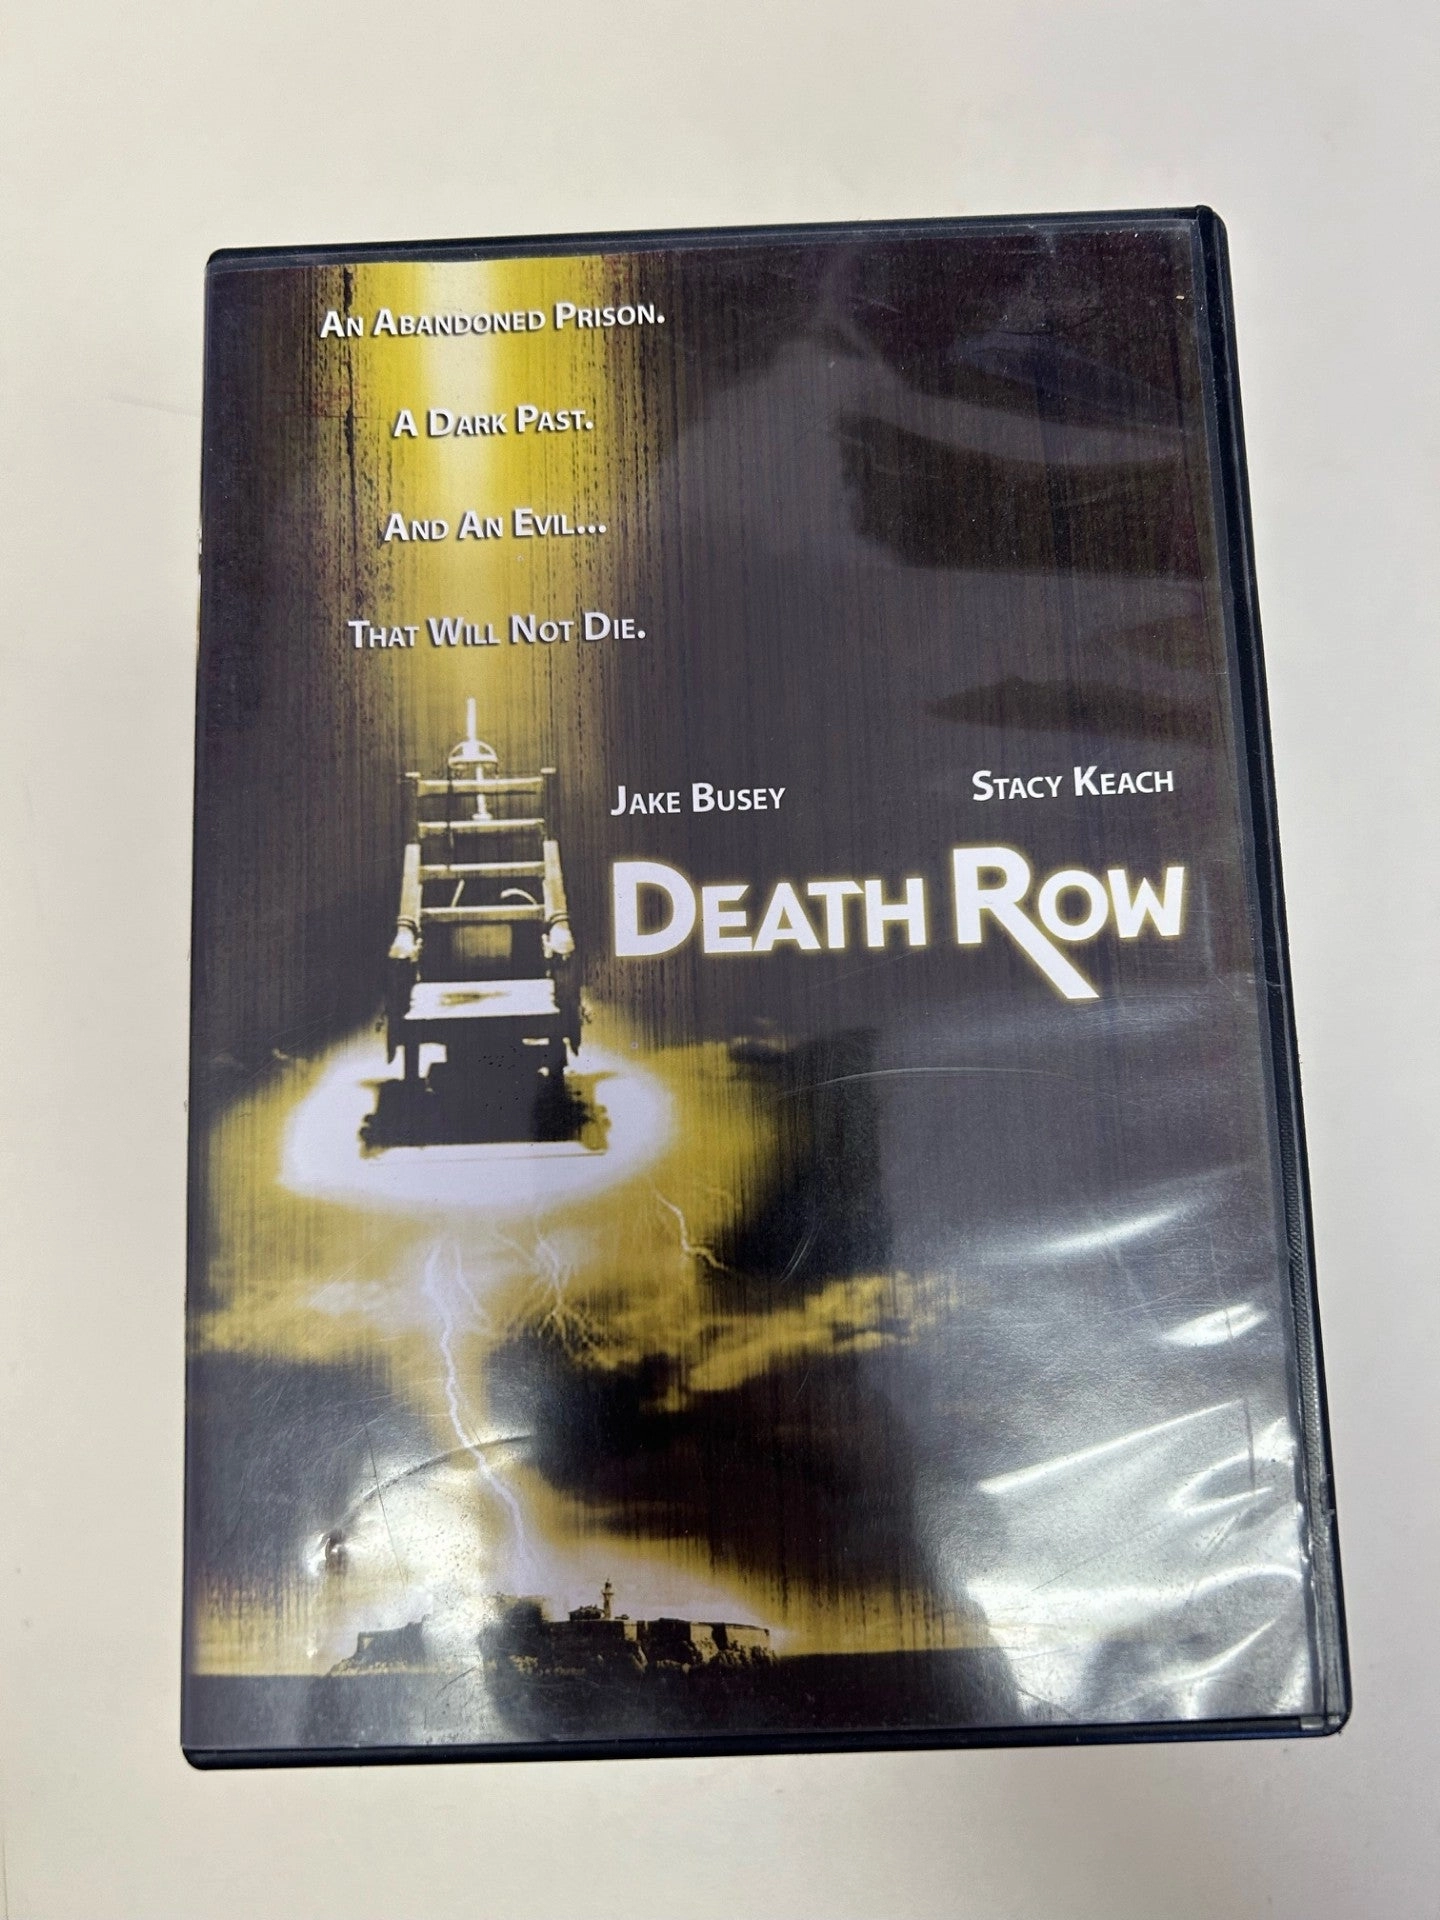 An Abandoned Prison.
A Dark Past.
And An Evil...
That Will Not Die.
Jake Busey Stacy Keach
Death Row